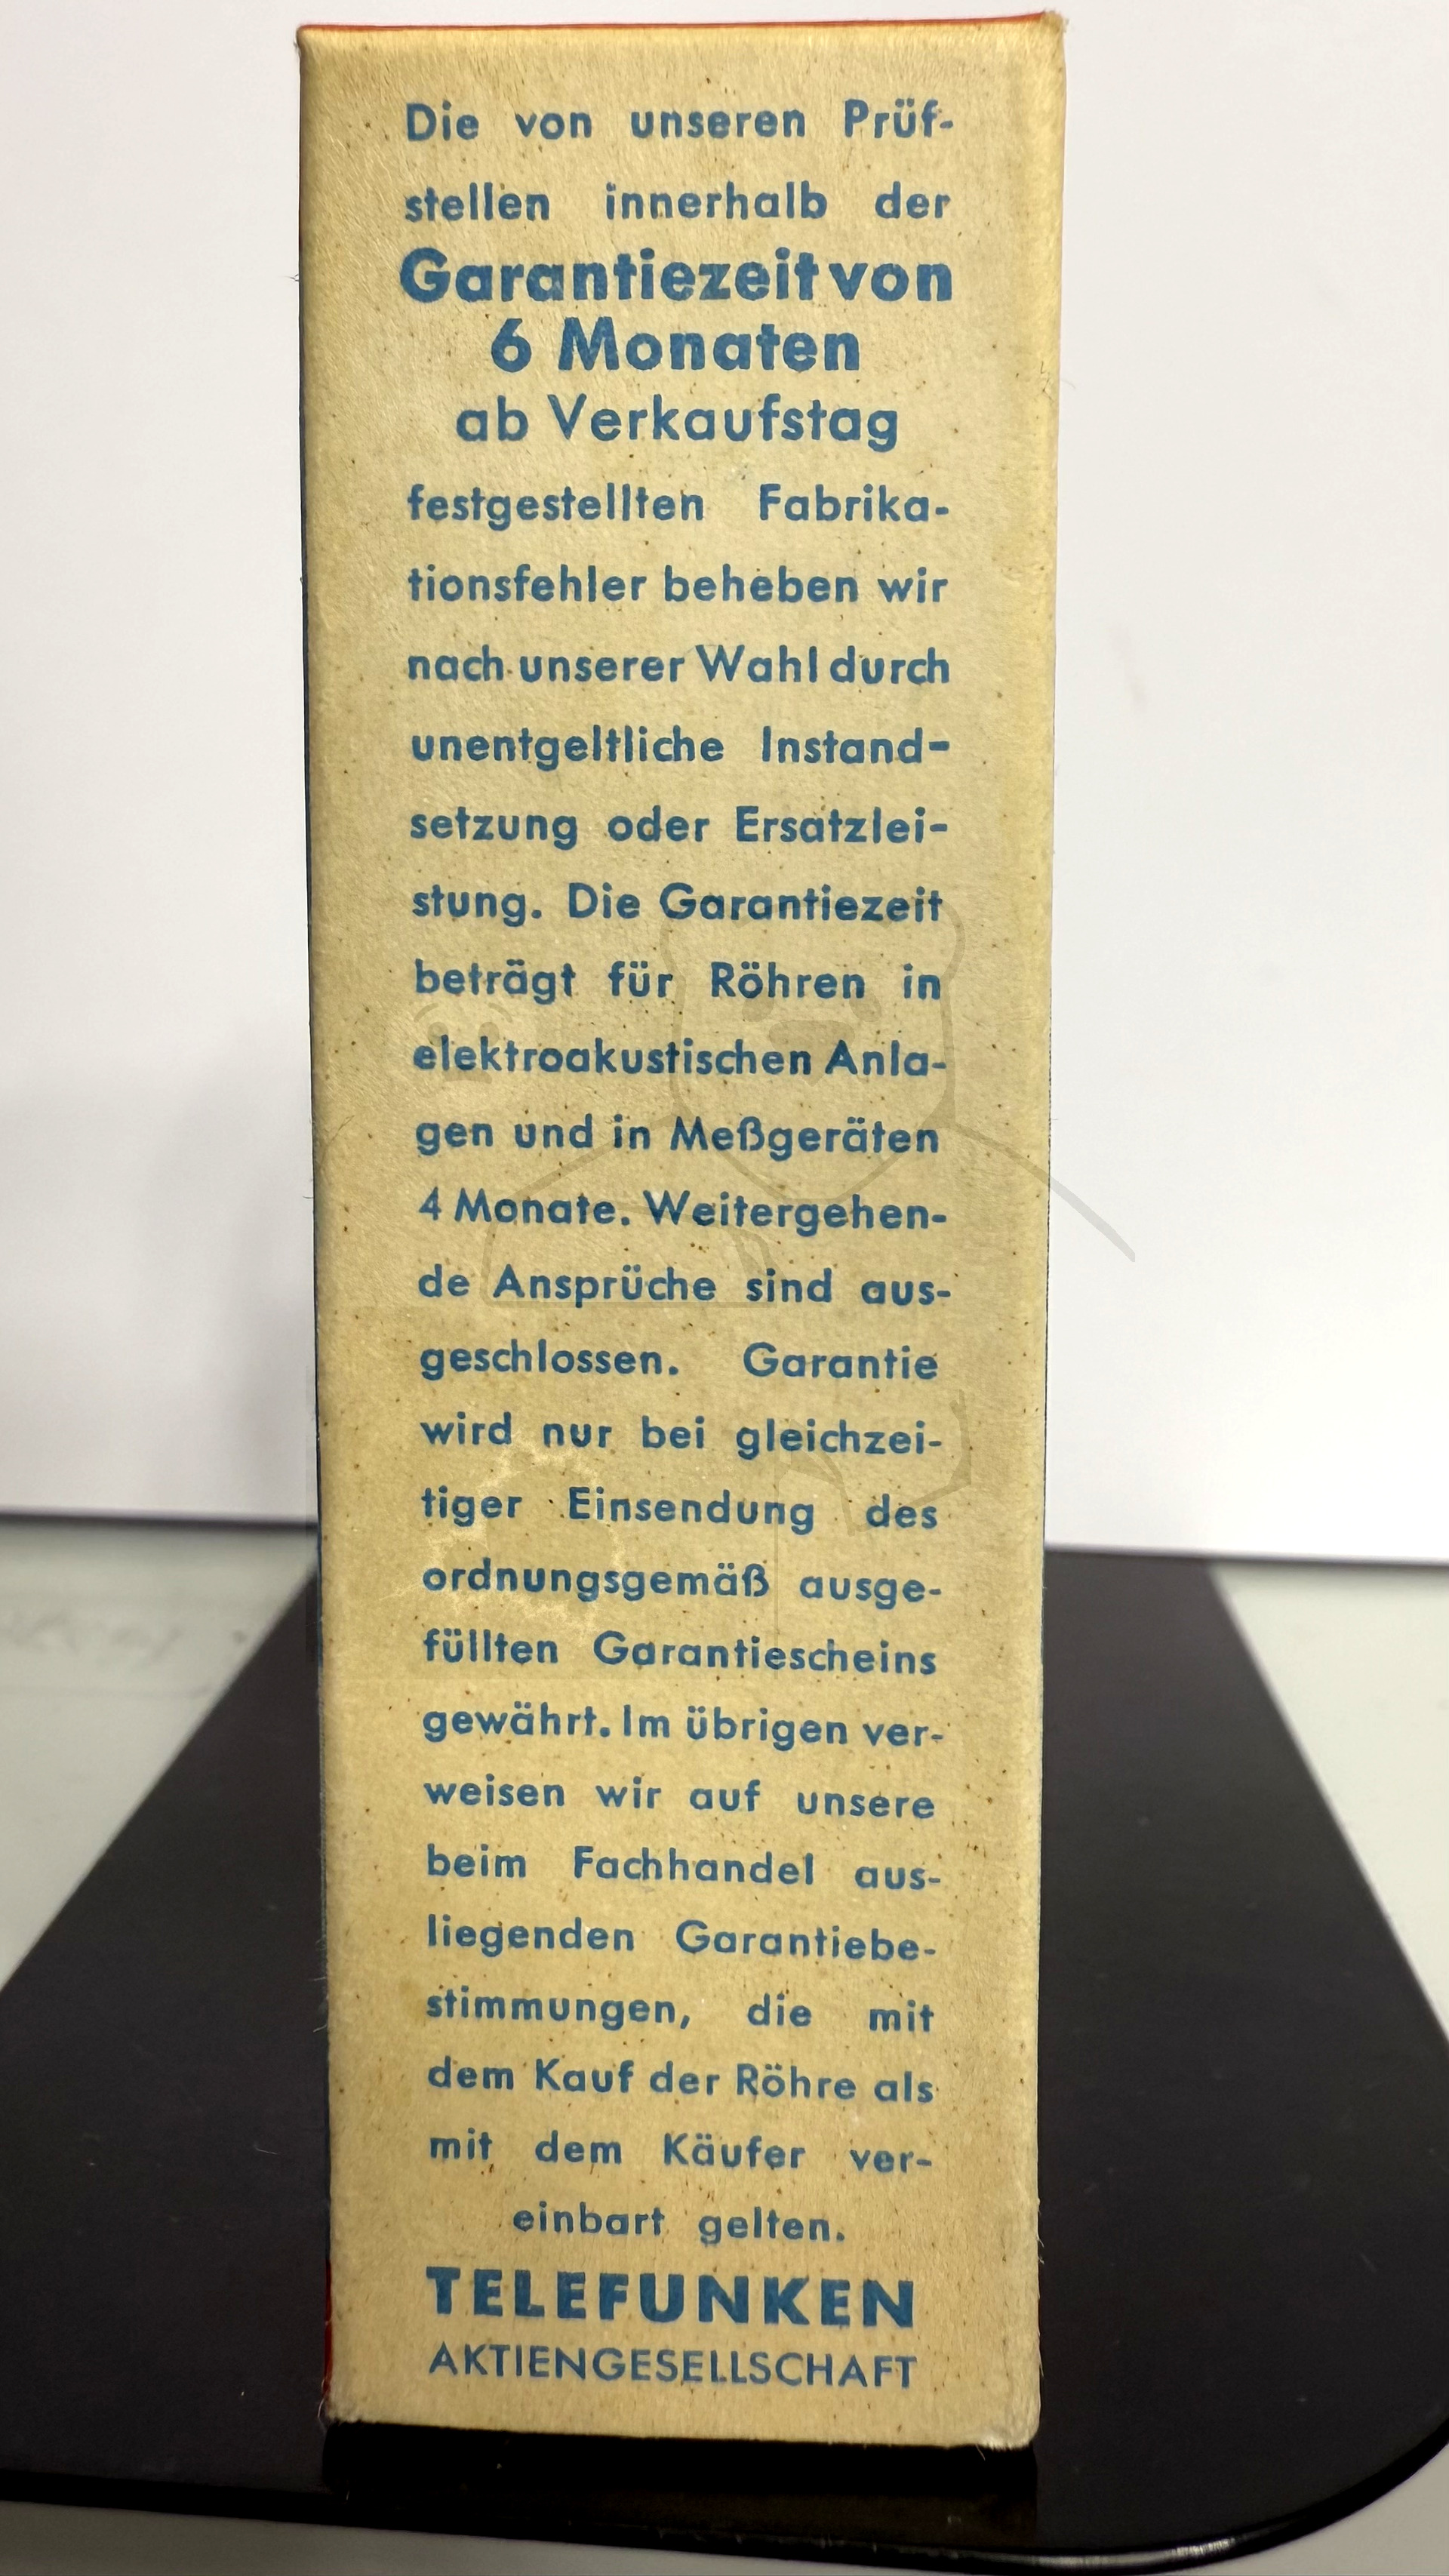 Die von unseren Prüf-
stellen innerhalb der
Garantiezeit von
6 Monaten
ab Verkaufstag
festgestellten Fabrika-
tionsfehler beheben wir
nach unserer Wahl durch
unentgeltliche Instand-
setzung oder Ersatzlei-
stung. Die Garantiezeit
beträgt für Röhren in
elektroakustischen Anla-
gen und in Meßgeräten
4 Monate. Weitergehen-
de Ansprüche sind aus-
geschlossen. Garantie
wird nur bei gleichzei-
tiger Einsendung des
ordnungsgemäß ausge-
füllten Garantiescheins
gewährt. Im übrigen ver-
weisen wir auf unsere
beim Fachhandel aus-
liegenden Garantiebe-
stimmungen, die mit
dem Kauf der Röhre als
mit dem Käufer ver-
einbart gelten.
TELEFUNKEN
AKTIENGESELLSCHAFT